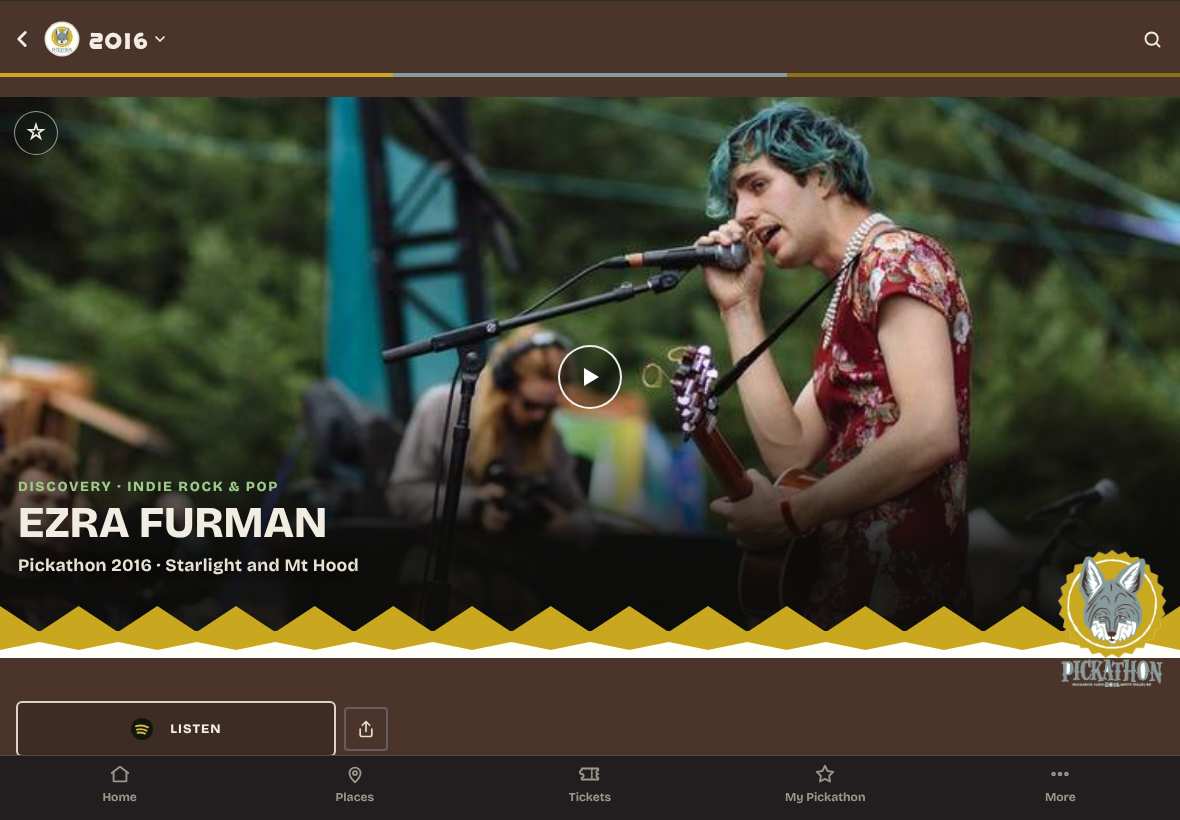 2016
DISCOVERY · INDIE ROCK & POP
EZRA FURMAN
Pickathon 2016 · Starlight and Mt Hood
PICKATHON
LISTEN
Home
Places
Tickets
My Pickathon
More